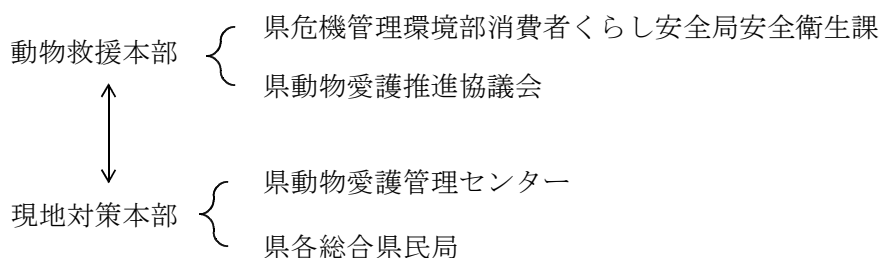 動物救援本部
県危機管理環境部消費者くらし安全局安全衛生課
県動物愛護推進協議会
現地対策本部
県動物愛護管理センター
県各総合県民局